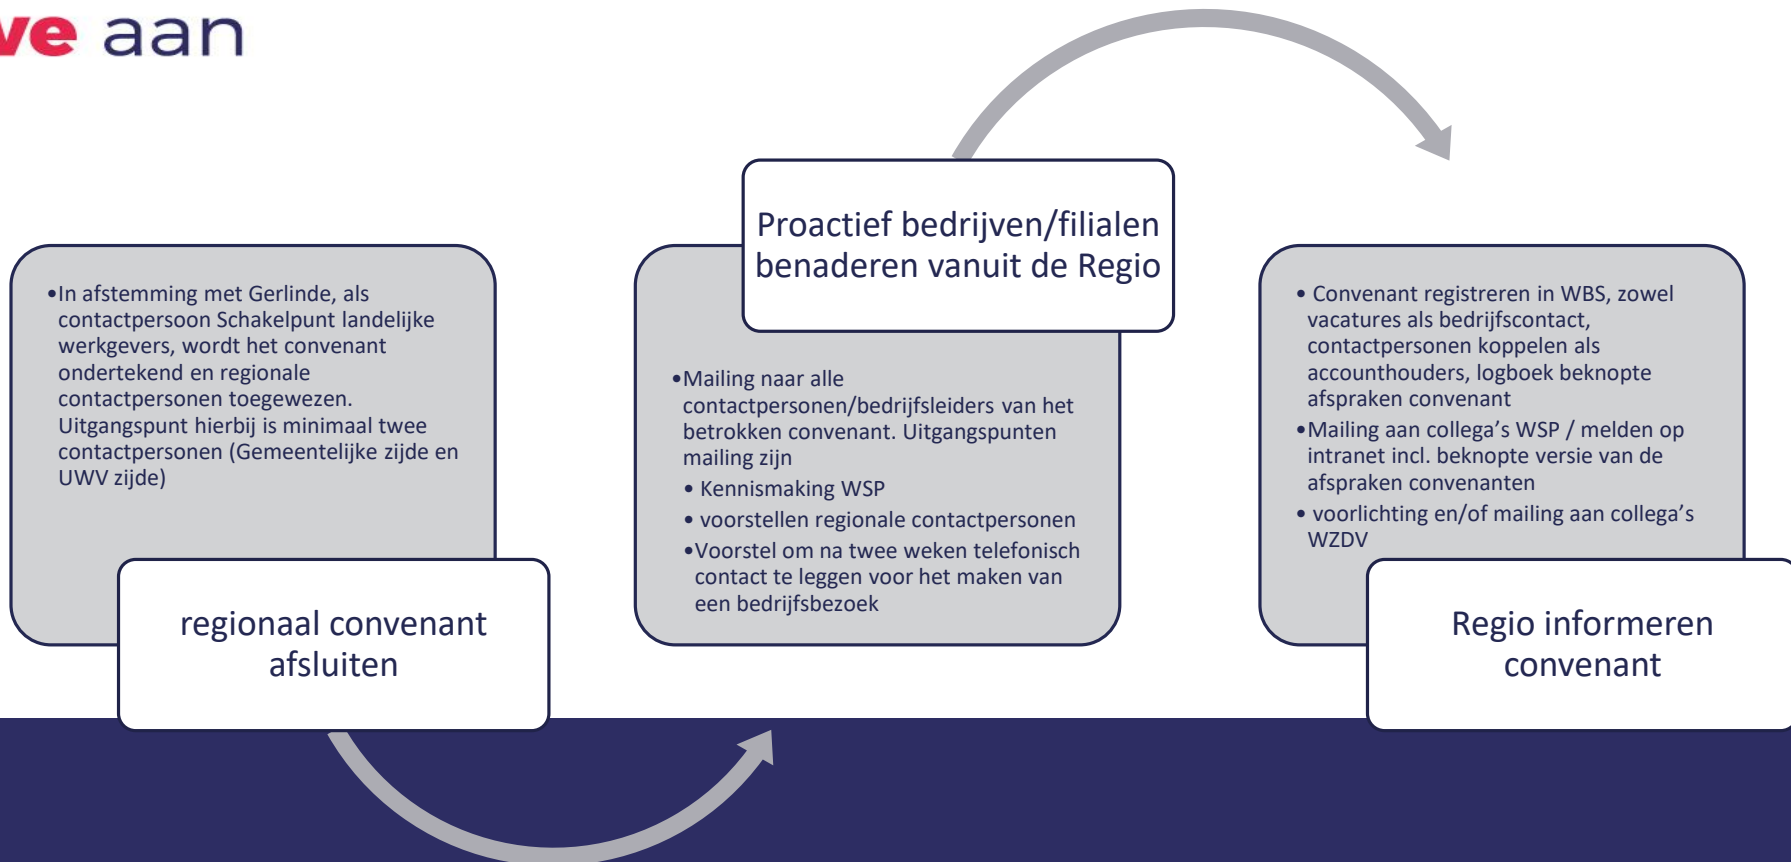 ve aan
•In afstemming met Gerlinde, als
contactpersoon Schakelpunt landelijke
werkgevers, wordt het convenant
ondertekend en regionale
contactpersonen toegewezen.
Uitgangspunt hierbij is minimaal twee
contactpersonen (Gemeentelijke zijde en
UWV zijde)
regionaal convenant
afsluiten
Proactief bedrijven/filialen
benaderen vanuit de Regio
•Mailing naar alle
contactpersonen/bedrijfsleiders van het
betrokken convenant. Uitgangspunten
mailing zijn
• Kennismaking WSP
• voorstellen regionale contactpersonen
•Voorstel om na twee weken telefonisch
contact te leggen voor het maken van
een bedrijfsbezoek
• Convenant registreren in WBS, zowel
vacatures als bedrijfscontact,
contactpersonen koppelen als
accounthouders, logboek beknopte
afspraken convenant
•Mailing aan collega’s WSP / melden op
intranet incl. beknopte versie van de
afspraken convenanten
• voorlichting en/of mailing aan collega’s
WZDV
Regio informeren
convenant